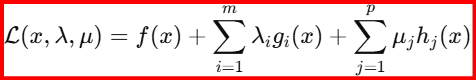 ℒ(x, λ, μ) = f(x) + ∑_{i=1}^{m} λ_i g_i(x) + ∑_{j=1}^{p} μ_j h_j(x)